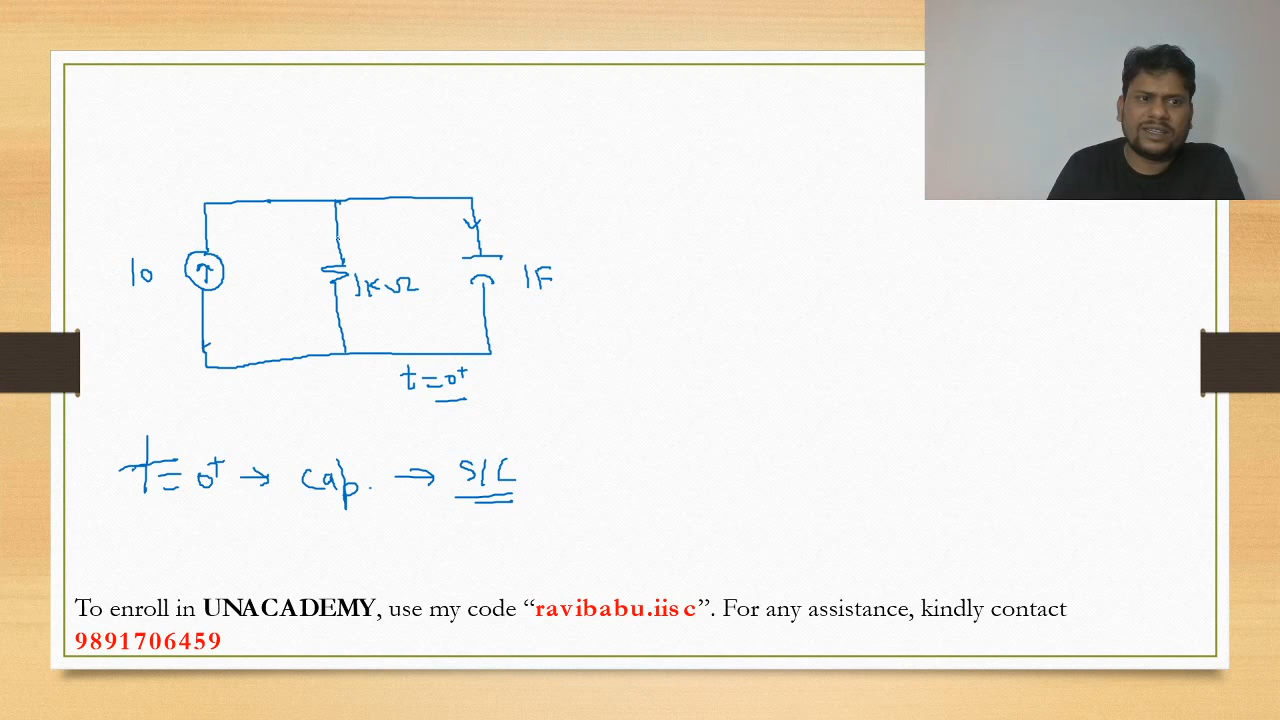 10
1KΩ
1F
t=0+
t=0+ → Cap. → S/C
To enroll in UNACADEMY, use my code “ravibabu.iisc”. For any assistance, kindly contact
9891706459